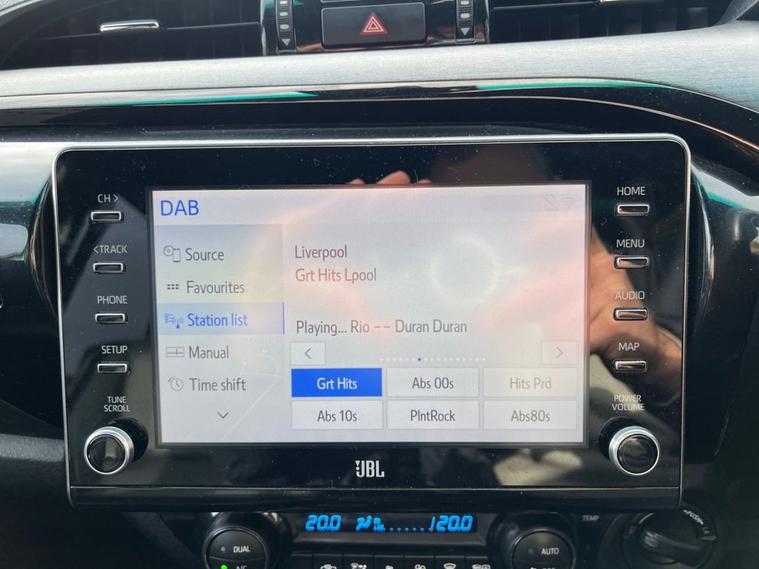 CH >
<TRACK
PHONE
SETUP
TUNE
SCROLL
DAB
Source
Favourites
Station list
Manual
Time shift
Liverpool
Grt Hits Lpool
Playing... Rio -- Duran Duran
Grt Hits
Abs 00s
Hits Prd
Abs 10s
PlntRock
Abs80s
HOME
MENU
AUDIO
MAP
POWER
VOLUME
JBL
20.0
20.0
TEMP
DUAL
A/C
AUTO